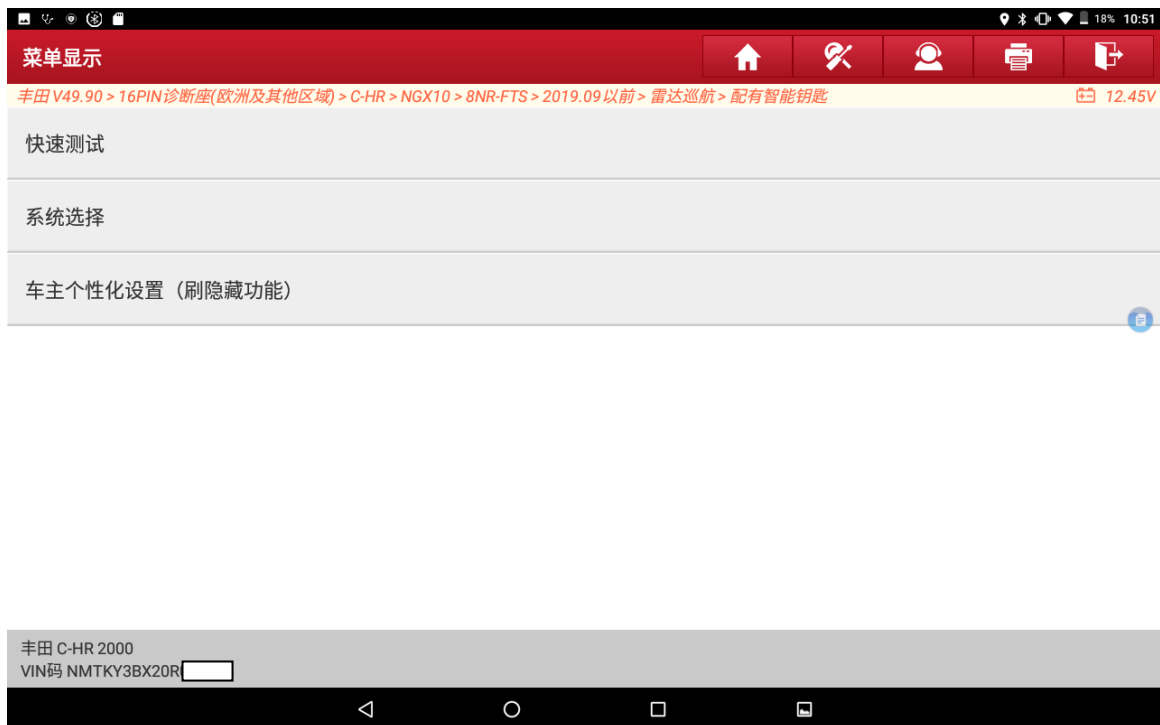 18% 10:51
菜单显示
丰田 V49.90 > 16PIN诊断座(欧洲及其他区域) > C-HR > NGX10 > 8NR-FTS > 2019.09以前 > 雷达巡航 > 配有智能钥匙 12.45V
快速测试
系统选择
车主个性化设置（刷隐藏功能）
丰田 C-HR 2000
VIN码 NMTKY3BX20R